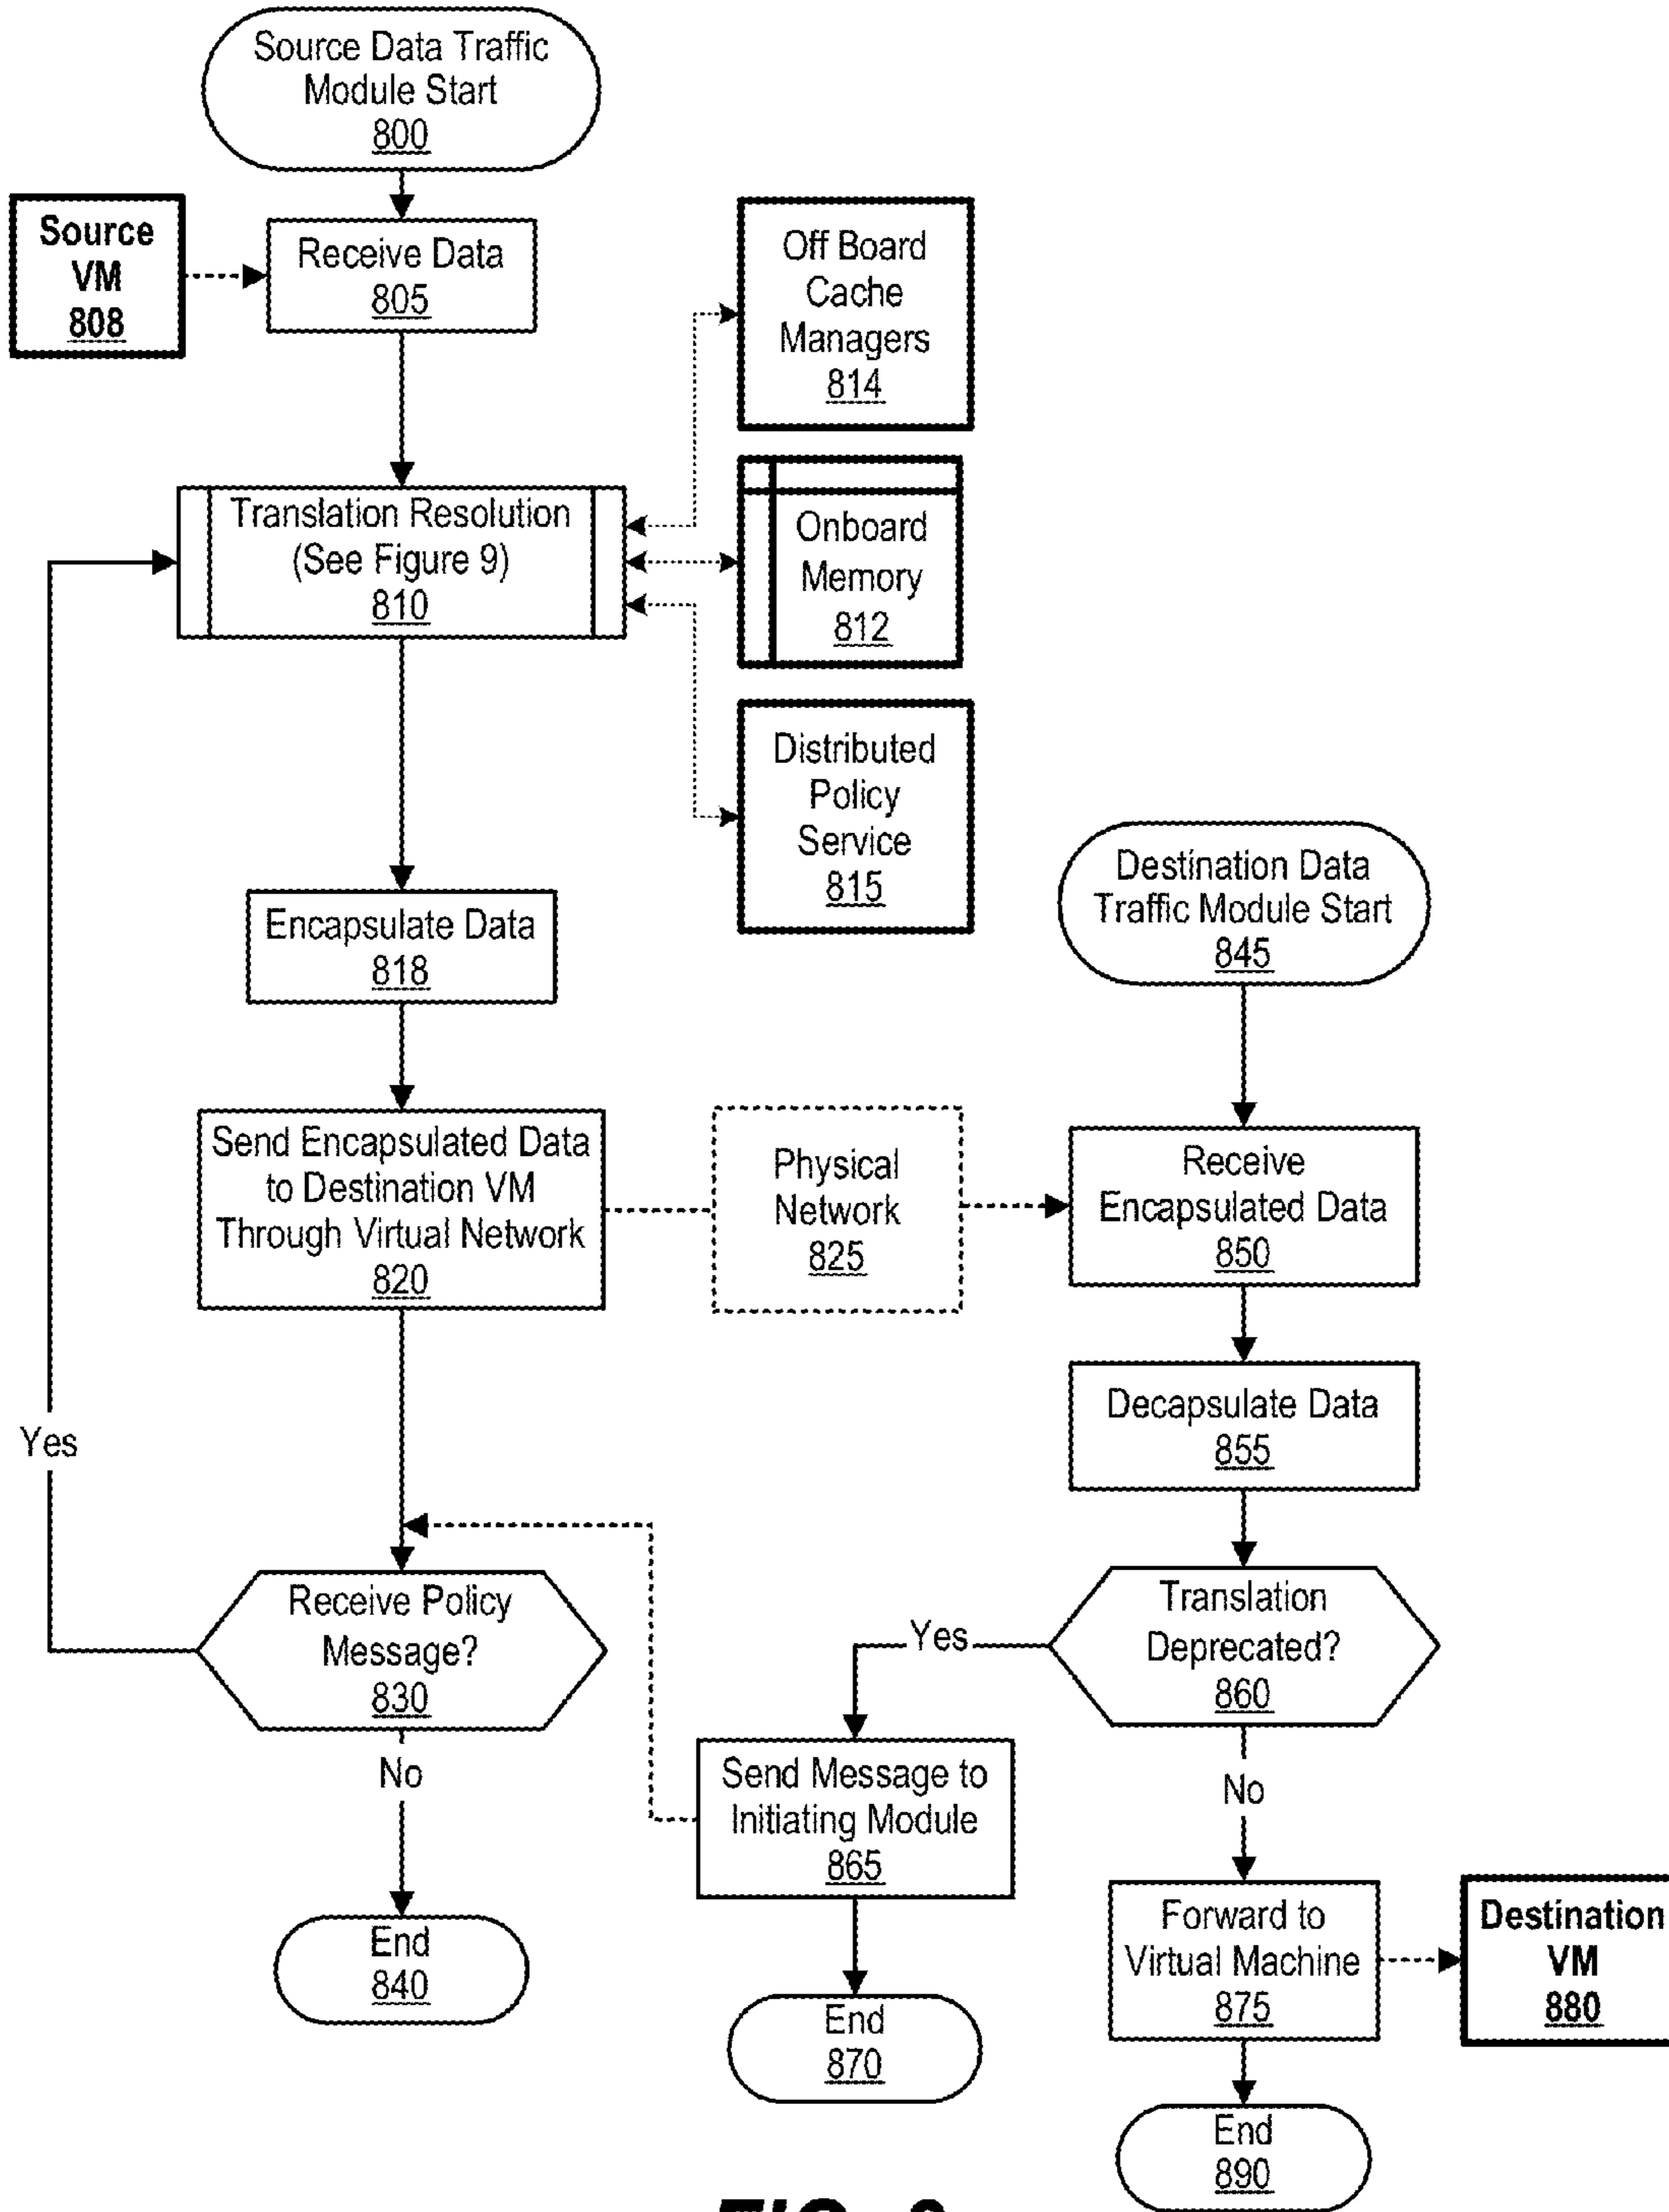 Source Data Traffic
Module Start
800
Source
VM
808
Receive Data
805
Off Board
Cache
Managers
814
Translation Resolution
(See Figure 9)
810
Onboard
Memory
812
Distributed
Policy
Service
815
Destination Data
Traffic Module Start
845
Encapsulate Data
818
Send Encapsulated Data
to Destination VM
Through Virtual Network
820
Physical
Network
825
Receive
Encapsulated Data
850
Decapsulate Data
855
Yes
Receive Policy
Message?
830
Translation
Deprecated?
860
Yes
No
Send Message to
Initiating Module
865
No
End
840
End
870
Forward to
Virtual Machine
875
Destination
VM
880
End
890